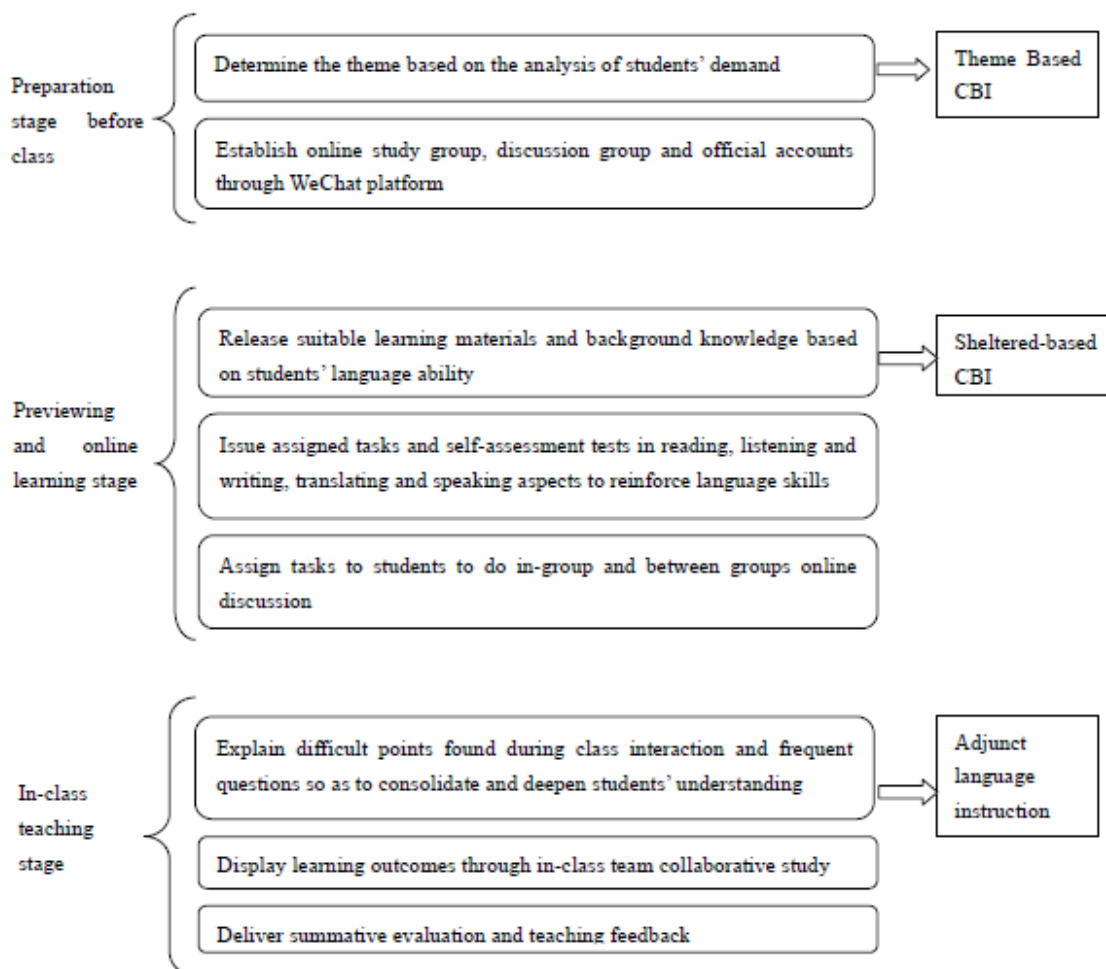 Preparation
stage before
class
Determine the theme based on the analysis of students' demand
Theme Based
CBI
Establish online study group, discussion group and official accounts
through WeChat platform
Previewing
and online
learning stage
Release suitable learning materials and background knowledge based
on students' language ability
Sheltered-based
CBI
Issue assigned tasks and self-assessment tests in reading, listening and
writing, translating and speaking aspects to reinforce language skills
Assign tasks to students to do in-group and between groups online
discussion
In-class
teaching
stage
Explain difficult points found during class interaction and frequent
questions so as to consolidate and deepen students' understanding
Adjunct
language
instruction
Display learning outcomes through in-class team collaborative study
Deliver summative evaluation and teaching feedback